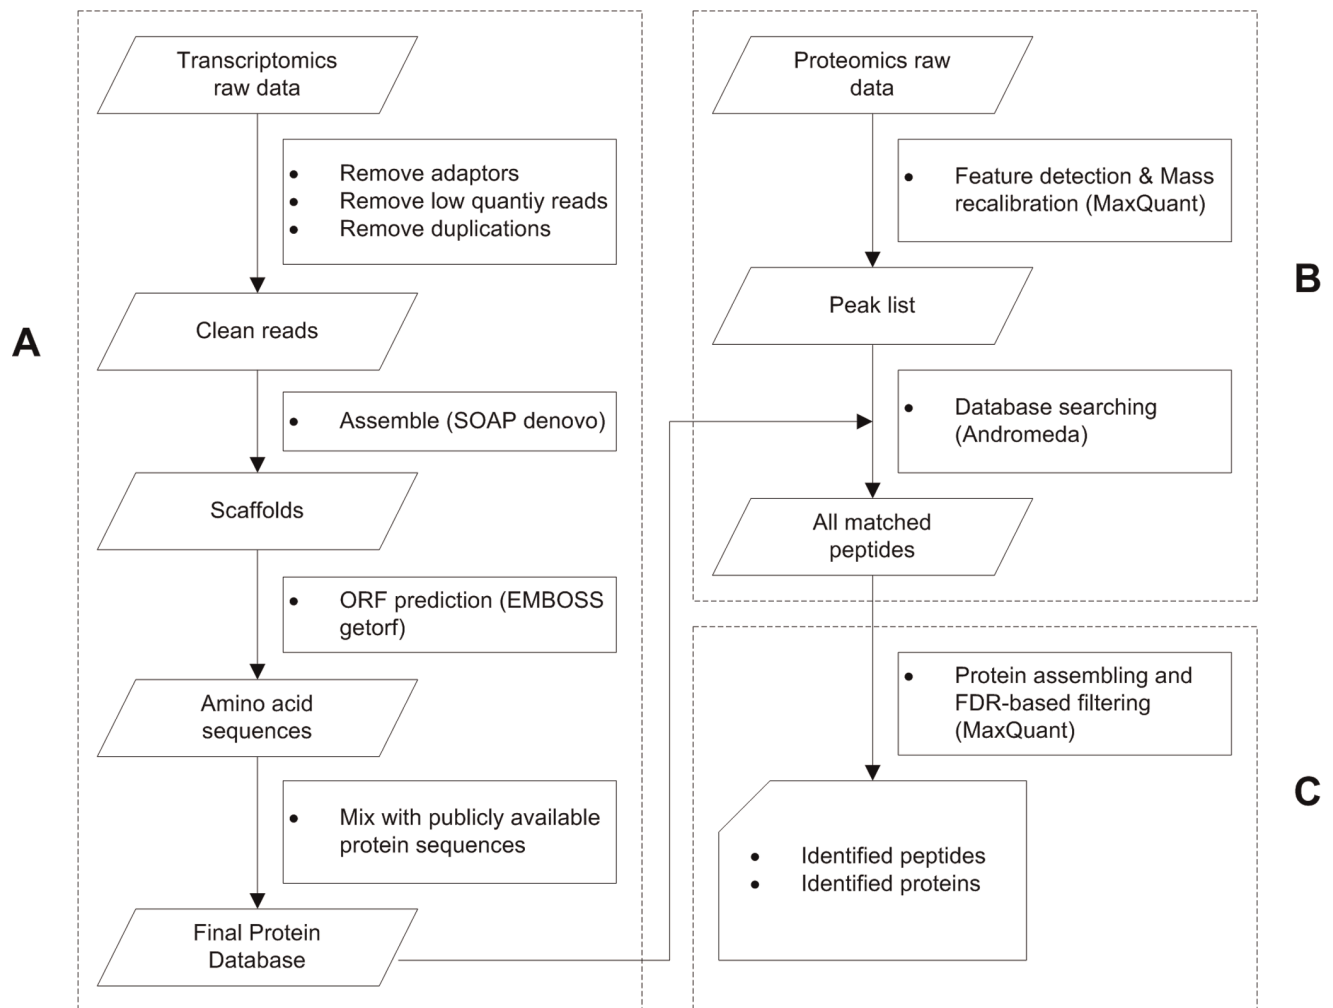 A
Transcriptomics
raw data
• Remove adaptors
• Remove low quantiy reads
• Remove duplications
Clean reads
• Assemble (SOAP denovo)
Scaffolds
• ORF prediction (EMBOSS
getorf)
Amino acid
sequences
• Mix with publicly available
protein sequences
Final Protein
Database
B
Proteomics raw
data
• Feature detection & Mass
recalibration (MaxQuant)
Peak list
• Database searching
(Andromeda)
All matched
peptides
C
• Protein assembling and
FDR-based filtering
(MaxQuant)
• Identified peptides
• Identified proteins